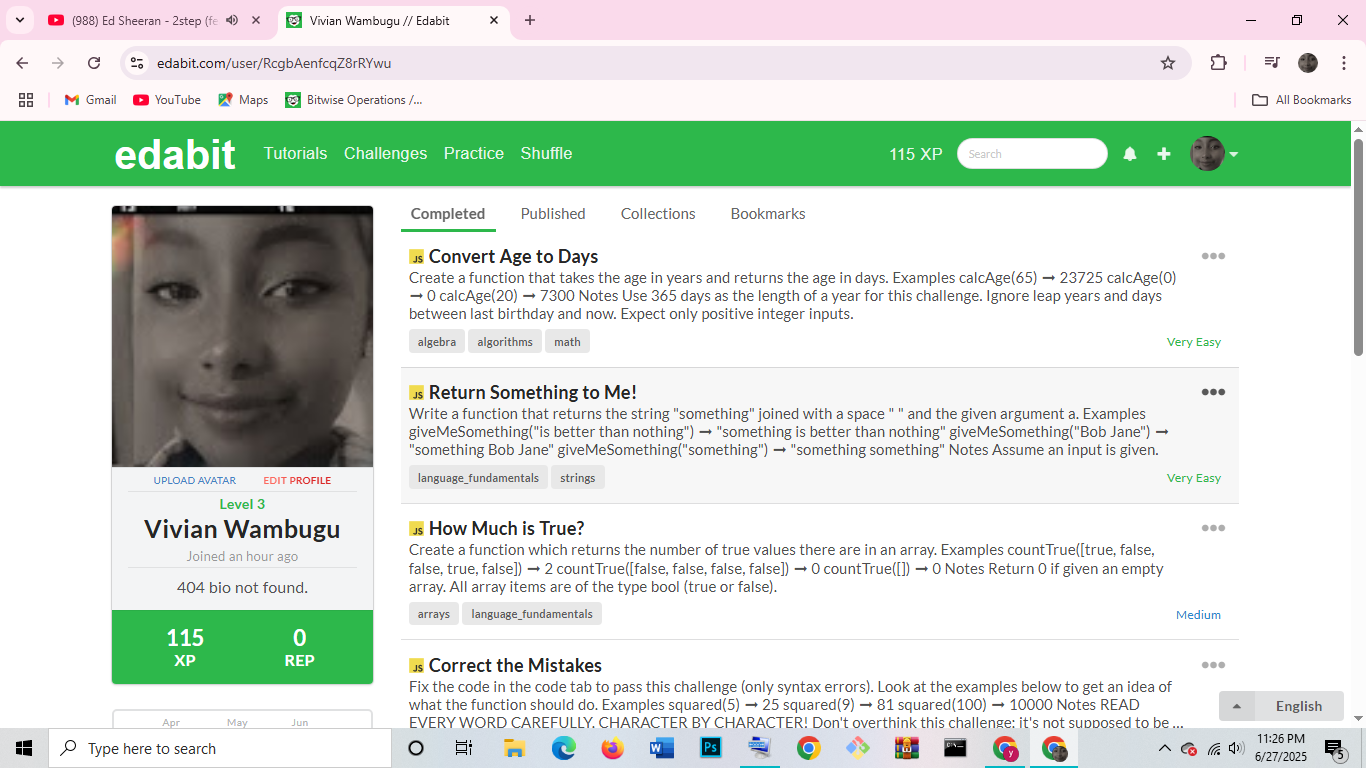 (988) Ed Sheeran - 2step (fe
Vivian Wambugu // Edabit
edabit.com/user/RcgbAenfcqZ8rRYwu
Gmail
YouTube
Maps
Bitwise Operations /...
All Bookmarks
edabit
Tutorials
Challenges
Practice
Shuffle
115 XP
Search
Completed
Published
Collections
Bookmarks
JS Convert Age to Days
Create a function that takes the age in years and returns the age in days. Examples calcAge(65) ➞ 23725 calcAge(0)
➞ 0 calcAge(20) ➞ 7300 Notes Use 365 days as the length of a year for this challenge. Ignore leap years and days
between last birthday and now. Expect only positive integer inputs.
algebra
algorithms
math
Very Easy
JS Return Something to Me!
Write a function that returns the string "something" joined with a space " " and the given argument a. Examples
giveMeSomething("is better than nothing") ➞ "something is better than nothing" giveMeSomething("Bob Jane") ➞
"something Bob Jane" giveMeSomething("something") ➞ "something something" Notes Assume an input is given.
language_fundamentals
strings
Very Easy
JS How Much is True?
Create a function which returns the number of true values there are in an array. Examples countTrue([true, false,
false, true, false]) ➞ 2 countTrue([false, false, false, false]) ➞ 0 countTrue([]) ➞ 0 Notes Return 0 if given an empty
array. All array items are of the type bool (true or false).
arrays
language_fundamentals
Medium
JS Correct the Mistakes
Fix the code in the code tab to pass this challenge (only syntax errors). Look at the examples below to get an idea of
what the function should do. Examples squared(5) ➞ 25 squared(9) ➞ 81 squared(100) ➞ 10000 Notes READ
EVERY WORD CAREFULLY, CHARACTER BY CHARACTER! Don't overthink this challenge; it's not supposed to be ...
UPLOAD AVATAR
EDIT PROFILE
Level 3
Vivian Wambugu
Joined an hour ago
404 bio not found.
115
XP
0
REP
Apr
May
Jun
English
Type here to search
W
Ps
y
11:26 PM
6/27/2025
5